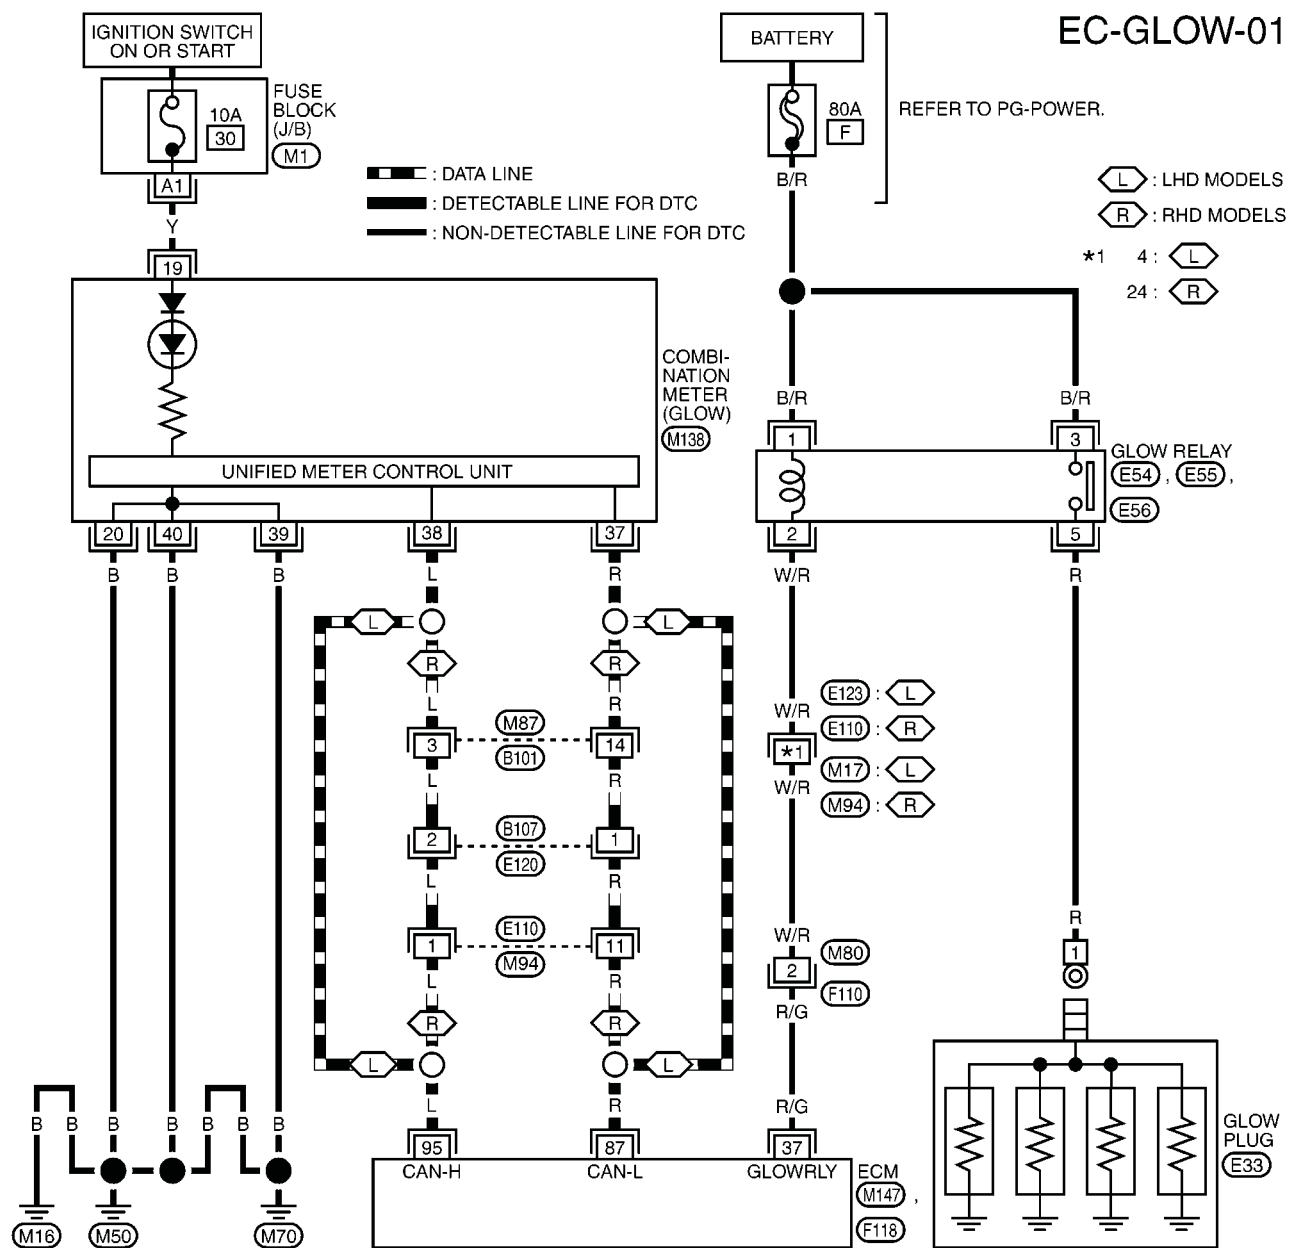 EC-GLOW-01
IGNITION SWITCH
ON OR START
BATTERY
FUSE
BLOCK
(J/B)
M1
10A
30
80A
F
REFER TO PG-POWER.
A1
Y
B/R
: DATA LINE
: DETECTABLE LINE FOR DTC
: NON-DETECTABLE LINE FOR DTC
L : LHD MODELS
R : RHD MODELS
*1 4 : L
24 : R
19
COMBI-
NATION
METER
(GLOW)
M138
UNIFIED METER CONTROL UNIT
B/R B/R
1 3
GLOW RELAY
E54 , E55 ,
E56
20 40 39 38 37 2 5
B B B L R W/R R
L L
R R
L R
3 M87 14
B101
L R
W/R
*1
W/R
E123 : L
E110 : R
M17 : L
M94 : R
2 B107 1
E120
L R
1 E110 11
M94
L R
W/R
2
M80
F110
R/G
R
1
R R
L L
L R R/G
B B B B B B B
95 87 37
CAN-H CAN-L GLOWRLY
ECM
M147 ,
F118
GLOW
PLUG
E33
M16 M50 M70